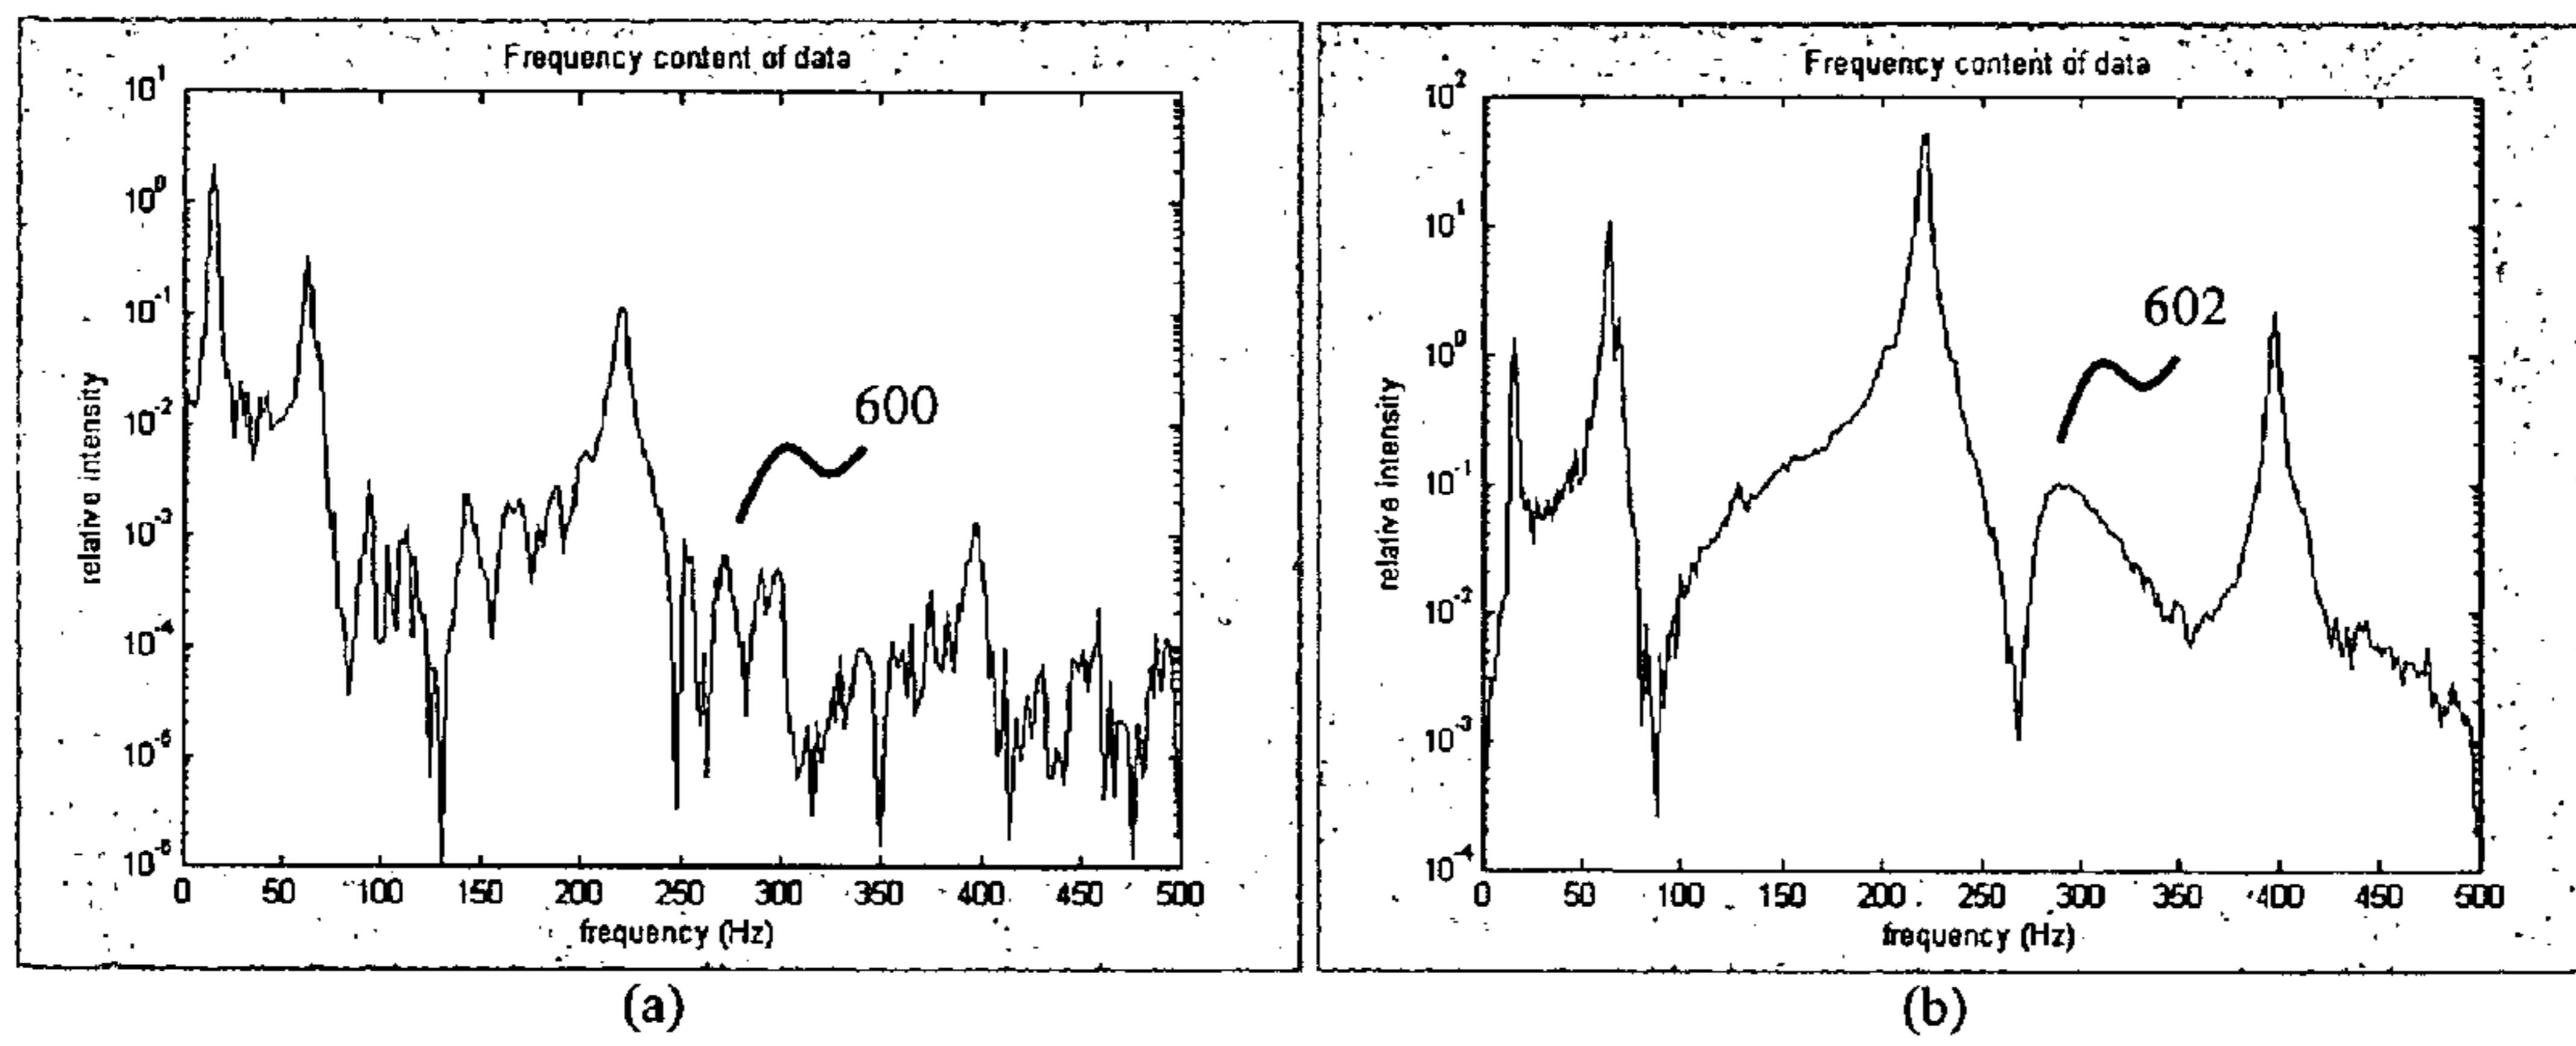 Frequency content of data
10^1
10^0
10^-1
10^-2
10^-3
10^-4
10^-5
10^-6
relative intensity
600
0 50 100 150 200 250 300 350 400 450 500
frequency (Hz)
(a)
Frequency content of data
10^2
10^1
10^0
10^-1
10^-2
10^-3
10^-4
relative intensity
602
0 50 100 150 200 250 300 350 400 450 500
frequency (Hz)
(b)